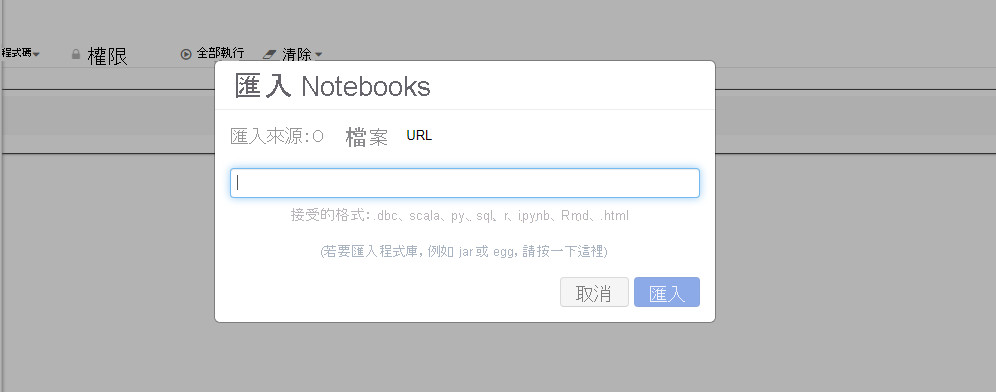 程式碼 權限 全部執行 清除
匯入 Notebooks
匯入來源:O 檔案 URL
接受的格式: .dbc、scala、py、sql、r、ipynb、Rmd、.html
(若要匯入程式庫, 例如 jar 或 egg, 請按一下這裡)
取消 匯入